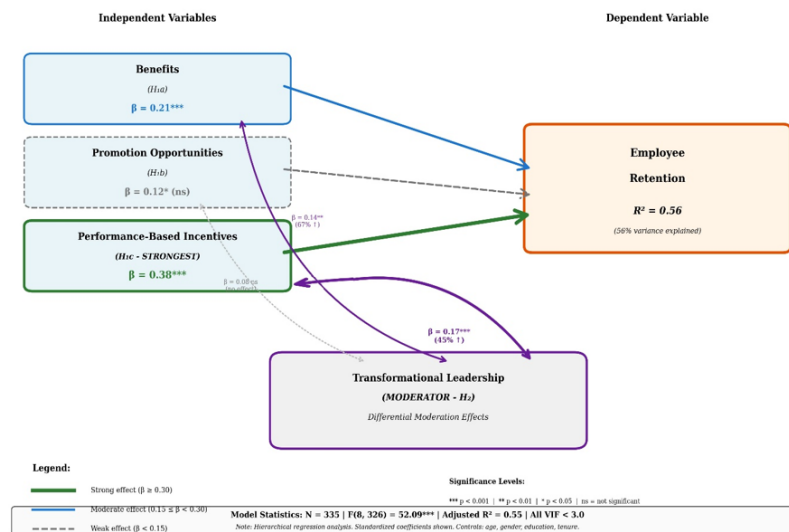 Independent Variables
Dependent Variable
Benefits
(H₁a)
β = 0.21***
Promotion Opportunities
(H₁b)
β = 0.12* (ns)
Performance-Based Incentives
(H₁c - STRONGEST)
β = 0.38***
Employee
Retention
R² = 0.56
(56% variance explained)
β = 0.14**
(67% ↑)
β = 0.08 ns
(no effect)
β = 0.17***
(45% ↑)
Transformational Leadership
(MODERATOR - H₂)
Differential Moderation Effects
Legend:
Strong effect (β ≥ 0.30)
Moderate effect (0.15 ≤ β < 0.30)
Weak effect (β < 0.15)
Significance Levels:
*** p < 0.001 | ** p < 0.01 | * p < 0.05 | ns = not significant
Model Statistics: N = 335 | F(8, 326) = 52.09*** | Adjusted R² = 0.55 | All VIF < 3.0
Note: Hierarchical regression analysis. Standardized coefficients shown. Controls: age, gender, education, tenure.